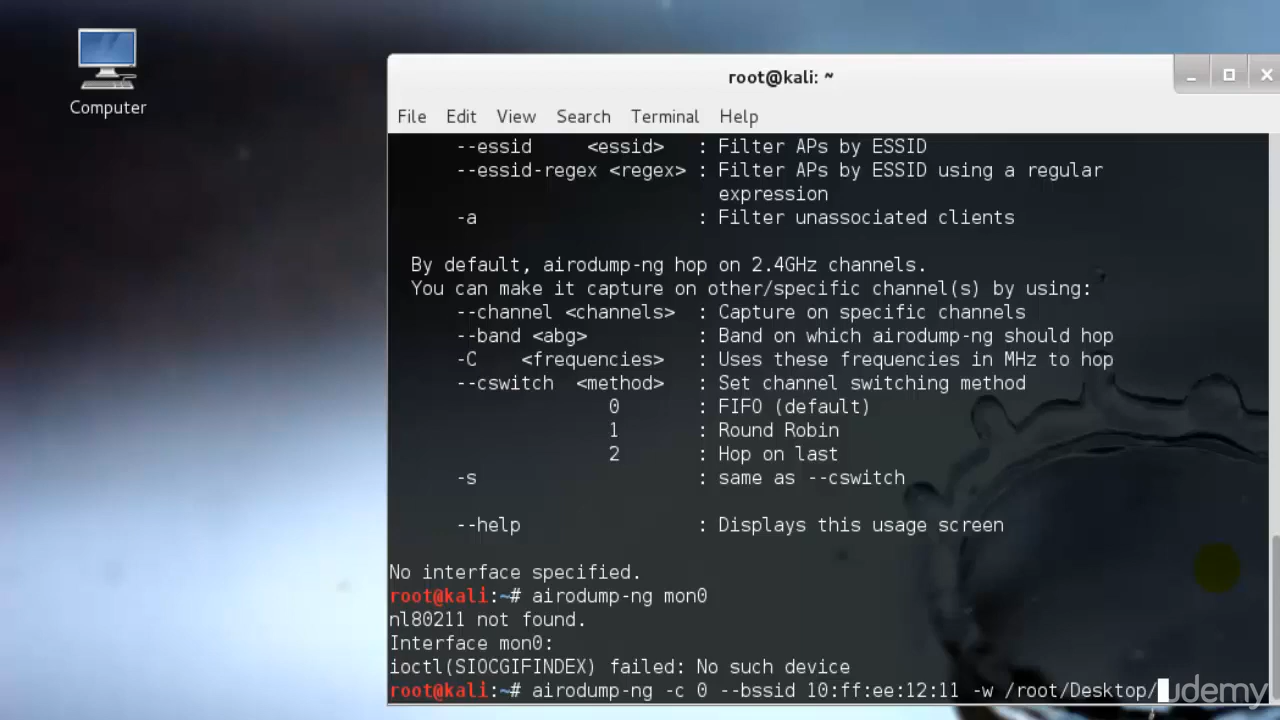 Computer
root@kali: ~
File Edit View Search Terminal Help
--essid <essid> : Filter APs by ESSID
--essid-regex <regex> : Filter APs by ESSID using a regular
expression
-a : Filter unassociated clients
By default, airodump-ng hop on 2.4GHz channels.
You can make it capture on other/specific channel(s) by using:
--channel <channels> : Capture on specific channels
--band <abg> : Band on which airodump-ng should hop
-C <frequencies> : Uses these frequencies in MHz to hop
--cswitch <method> : Set channel switching method
0 : FIFO (default)
1 : Round Robin
2 : Hop on last
-s : same as --cswitch
--help : Displays this usage screen
No interface specified.
root@kali:~# airodump-ng mon0
nl80211 not found.
Interface mon0:
ioctl(SIOCGIFINDEX) failed: No such device
root@kali:~# airodump-ng -c 0 --bssid 10:ff:ee:12:11 -w /root/Desktop/
udemy